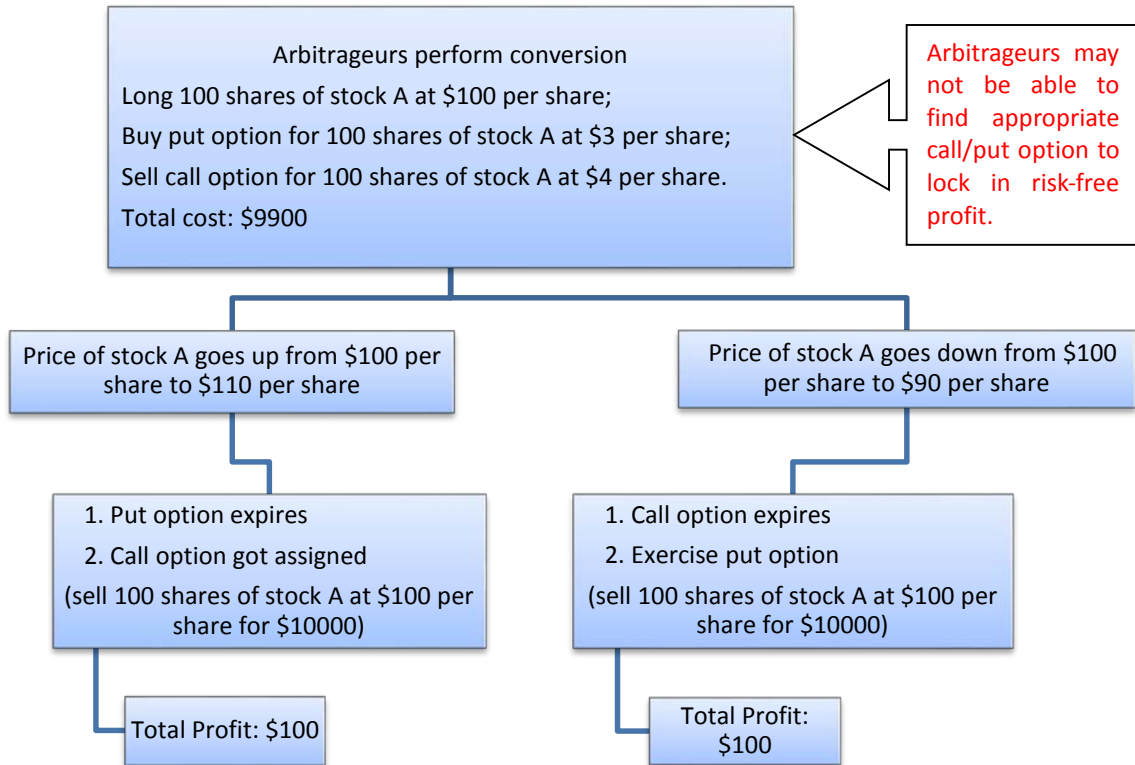 Arbitrageurs perform conversion
Long 100 shares of stock A at $100 per share;
Buy put option for 100 shares of stock A at $3 per share;
Sell call option for 100 shares of stock A at $4 per share.
Total cost: $9900
Arbitrageurs may
not be able to
find appropriate
call/put option to
lock in risk-free
profit.
Price of stock A goes up from $100 per
share to $110 per share
Price of stock A goes down from $100
per share to $90 per share
1. Put option expires
2. Call option got assigned
(sell 100 shares of stock A at $100 per
share for $10000)
1. Call option expires
2. Exercise put option
(sell 100 shares of stock A at $100 per
share for $10000)
Total Profit: $100
Total Profit:
$100